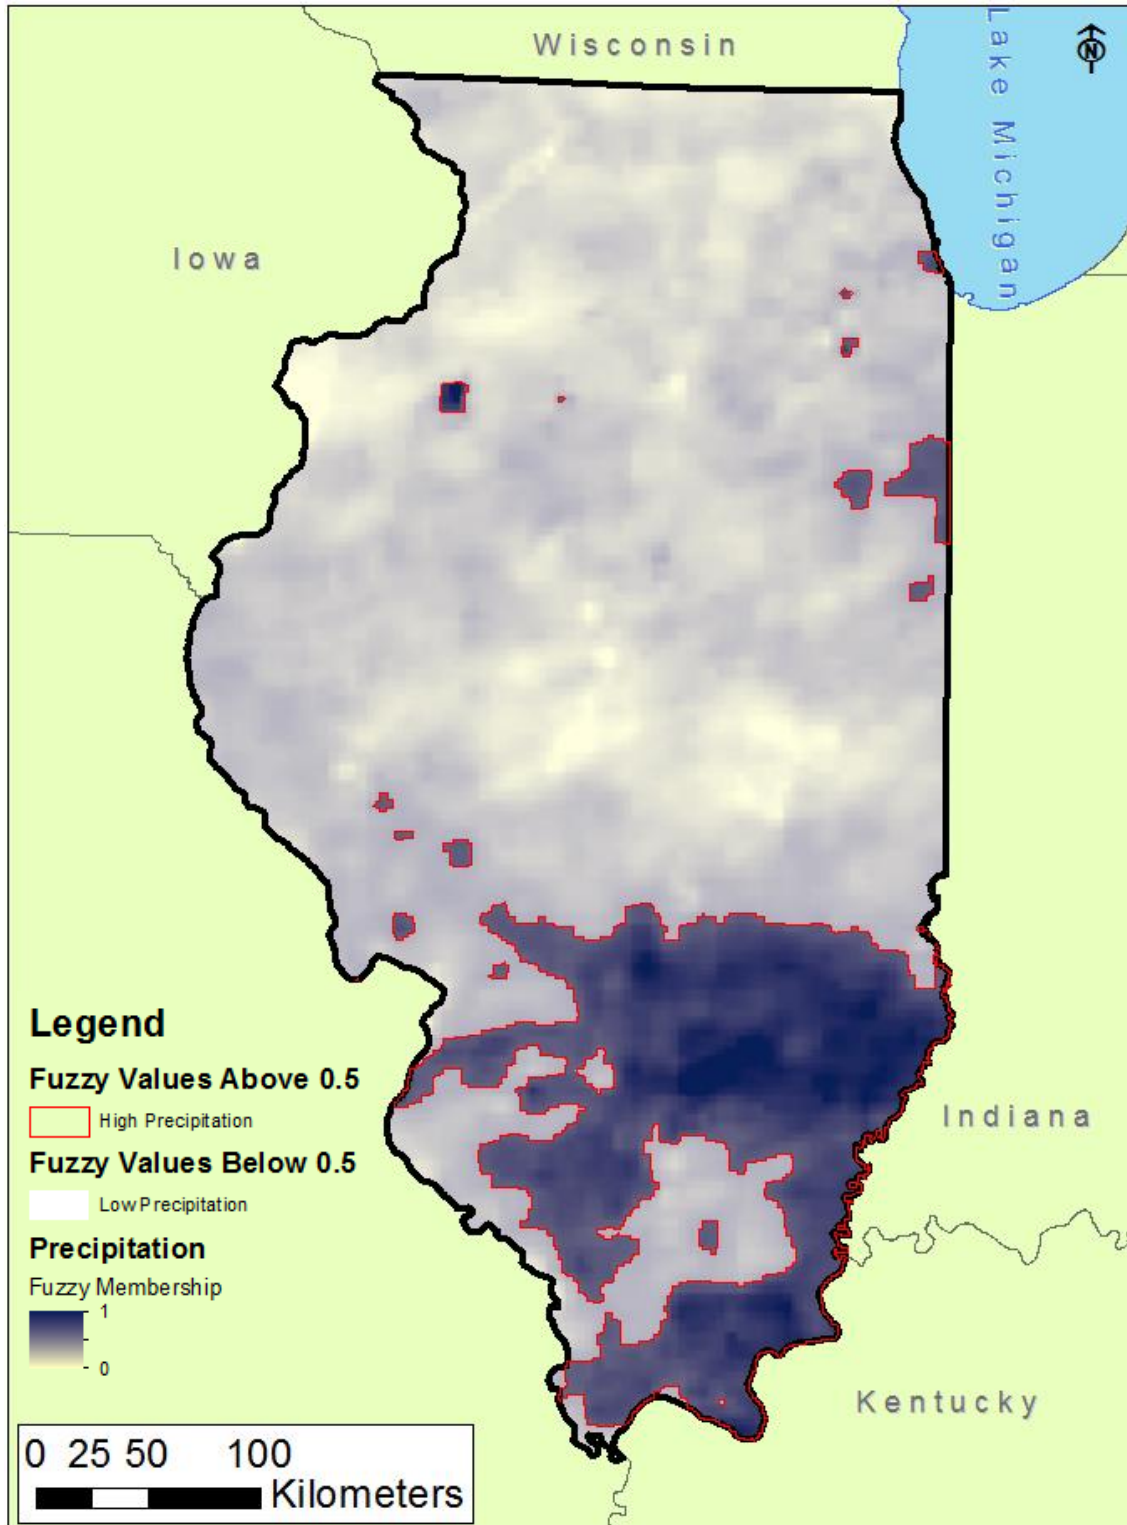 Wisconsin
N
Lake Michigan
Iowa
Legend
Fuzzy Values Above 0.5
High Precipitation
Fuzzy Values Below 0.5
Low Precipitation
Precipitation
Fuzzy Membership
1
0
Indiana
Kentucky
0 25 50 100
Kilometers